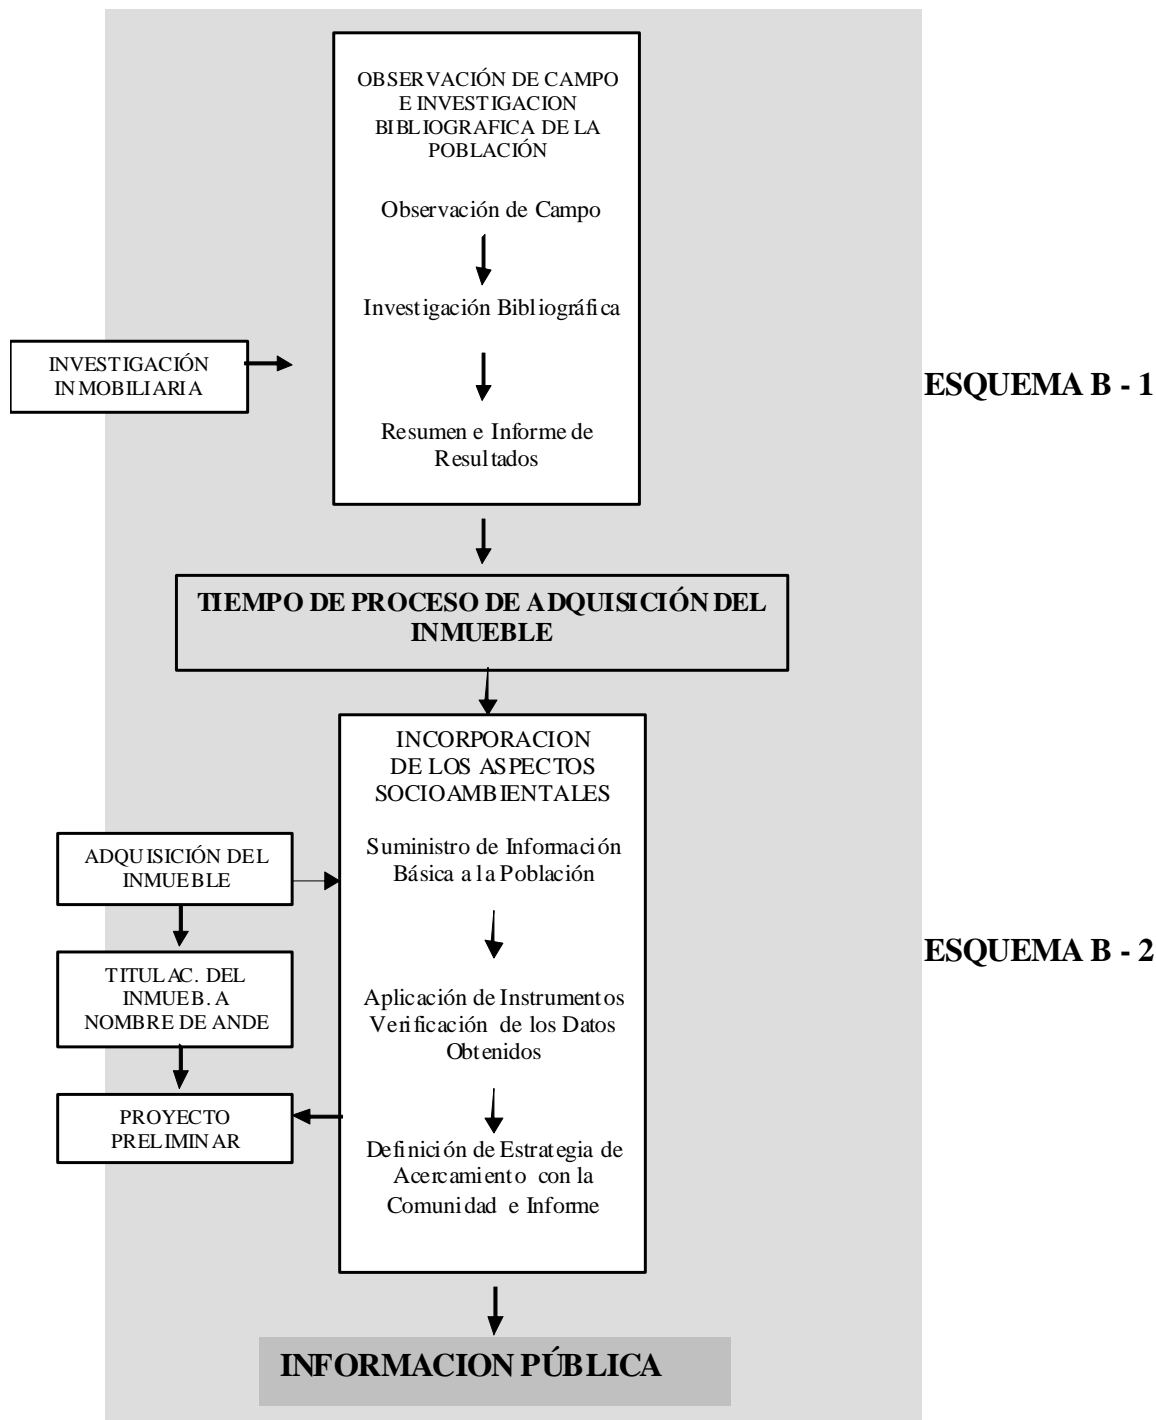 OBSERVACIÓN DE CAMPO
E INVESTIGACION
BIBLIOGRAFICA DE LA
POBLACIÓN
Observación de Campo
Investigación Bibliográfica
Resumen e Informe de
Resultados
INVESTIGACIÓN
INMOBILIARIA
ESQUEMA B - 1
TIEMPO DE PROCESO DE ADQUISICIÓN DEL
INMUEBLE
INCORPORACION
DE LOS ASPECTOS
SOCIOAMBIENTALES
Suministro de Información
Básica a la Población
Aplicación de Instrumentos
Verificación de los Datos
Obtenidos
Definición de Estrategia de
Acercamiento con la
Comunidad e Informe
ADQUISICIÓN DEL
INMUEBLE
TITULAC. DEL
INMUEB. A
NOMBRE DE ANDE
PROYECTO
PRELIMINAR
ESQUEMA B - 2
INFORMACION PÚBLICA